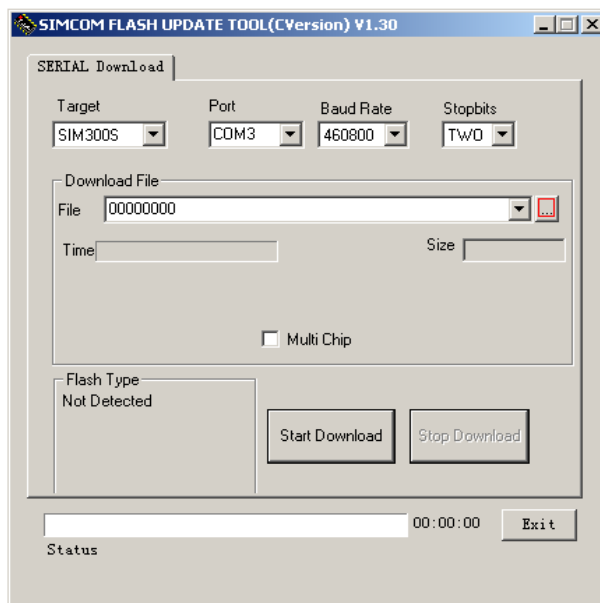 SIMCOM FLASH UPDATE TOOL(CVersion) V1.30
SERIAL Download
Target Port Baud Rate Stopbits
SIM300S COM3 460800 TWO
Download File
File 00000000 ...
Time Size
Multi Chip
Flash Type
Not Detected
Start Download Stop Download
00:00:00 Exit
Status